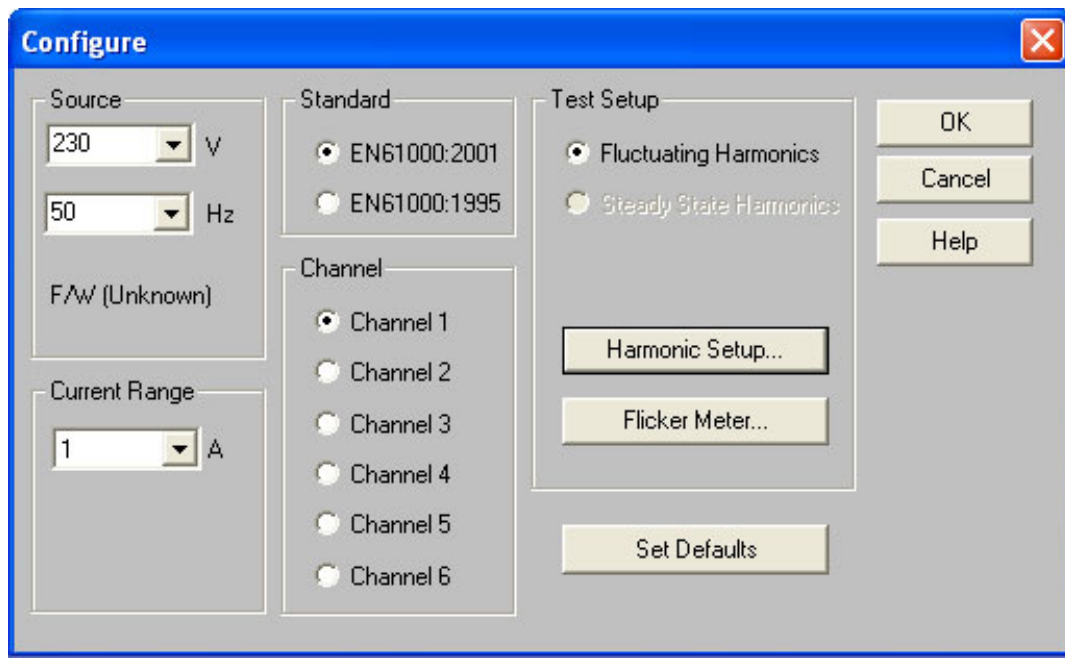 Configure
Source
230 V
50 Hz
F/W (Unknown)
Current Range
1 A
Standard
EN61000:2001
EN61000:1995
Channel
Channel 1
Channel 2
Channel 3
Channel 4
Channel 5
Channel 6
Test Setup
Fluctuating Harmonics
Steady State Harmonics
Harmonic Setup...
Flicker Meter...
Set Defaults
OK
Cancel
Help